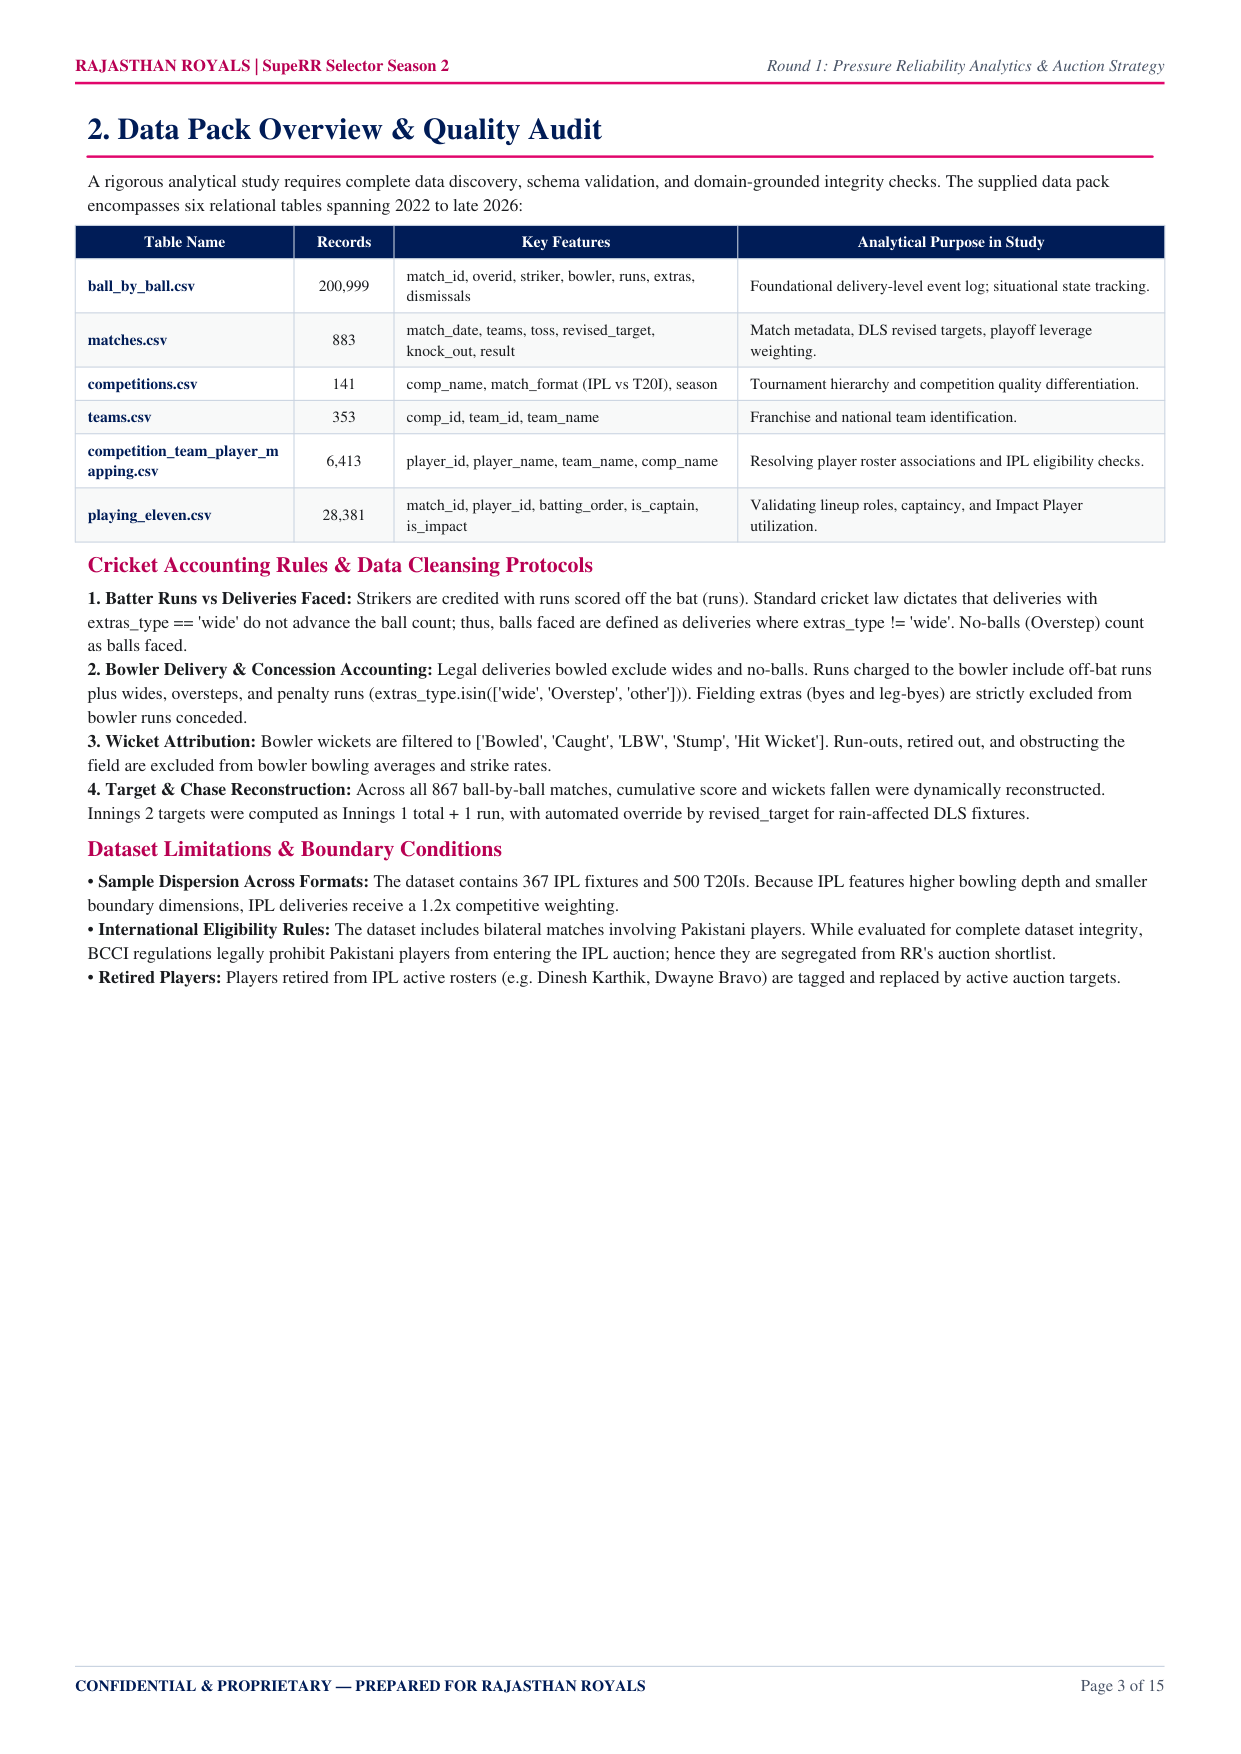 RAJASTHAN ROYALS | SupeRR Selector Season 2
Round 1: Pressure Reliability Analytics & Auction Strategy
2. Data Pack Overview & Quality Audit
A rigorous analytical study requires complete data discovery, schema validation, and domain-grounded integrity checks. The supplied data pack
encompasses six relational tables spanning 2022 to late 2026:
Table Name Records Key Features Analytical Purpose in Study
ball_by_ball.csv 200,999 match_id, overid, striker, bowler, runs, extras,
dismissals
Foundational delivery-level event log; situational state tracking.
matches.csv 883 match_date, teams, toss, revised_target,
knock_out, result
Match metadata, DLS revised targets, playoff leverage
weighting.
competitions.csv 141 comp_name, match_format (IPL vs T20I), season Tournament hierarchy and competition quality differentiation.
teams.csv 353 comp_id, team_id, team_name Franchise and national team identification.
competition_team_player_m
apping.csv
6,413 player_id, player_name, team_name, comp_name Resolving player roster associations and IPL eligibility checks.
playing_eleven.csv 28,381 match_id, player_id, batting_order, is_captain,
is_impact
Validating lineup roles, captaincy, and Impact Player
utilization.
Cricket Accounting Rules & Data Cleansing Protocols
1. Batter Runs vs Deliveries Faced: Strikers are credited with runs scored off the bat (runs). Standard cricket law dictates that deliveries with
extras_type == 'wide' do not advance the ball count; thus, balls faced are defined as deliveries where extras_type != 'wide'. No-balls (Overstep) count
as balls faced.
2. Bowler Delivery & Concession Accounting: Legal deliveries bowled exclude wides and no-balls. Runs charged to the bowler include off-bat runs
plus wides, oversteps, and penalty runs (extras_type.isin(['wide', 'Overstep', 'other'])). Fielding extras (byes and leg-byes) are strictly excluded from
bowler runs conceded.
3. Wicket Attribution: Bowler wickets are filtered to ['Bowled', 'Caught', 'LBW', 'Stump', 'Hit Wicket']. Run-outs, retired out, and obstructing the
field are excluded from bowler bowling averages and strike rates.
4. Target & Chase Reconstruction: Across all 867 ball-by-ball matches, cumulative score and wickets fallen were dynamically reconstructed.
Innings 2 targets were computed as Innings 1 total + 1 run, with automated override by revised_target for rain-affected DLS fixtures.
Dataset Limitations & Boundary Conditions
• Sample Dispersion Across Formats: The dataset contains 367 IPL fixtures and 500 T20Is. Because IPL features higher bowling depth and smaller
boundary dimensions, IPL deliveries receive a 1.2x competitive weighting.
• International Eligibility Rules: The dataset includes bilateral matches involving Pakistani players. While evaluated for complete dataset integrity,
BCCI regulations legally prohibit Pakistani players from entering the IPL auction; hence they are segregated from RR's auction shortlist.
• Retired Players: Players retired from IPL active rosters (e.g. Dinesh Karthik, Dwayne Bravo) are tagged and replaced by active auction targets.
CONFIDENTIAL & PROPRIETARY — PREPARED FOR RAJASTHAN ROYALS
Page 3 of 15